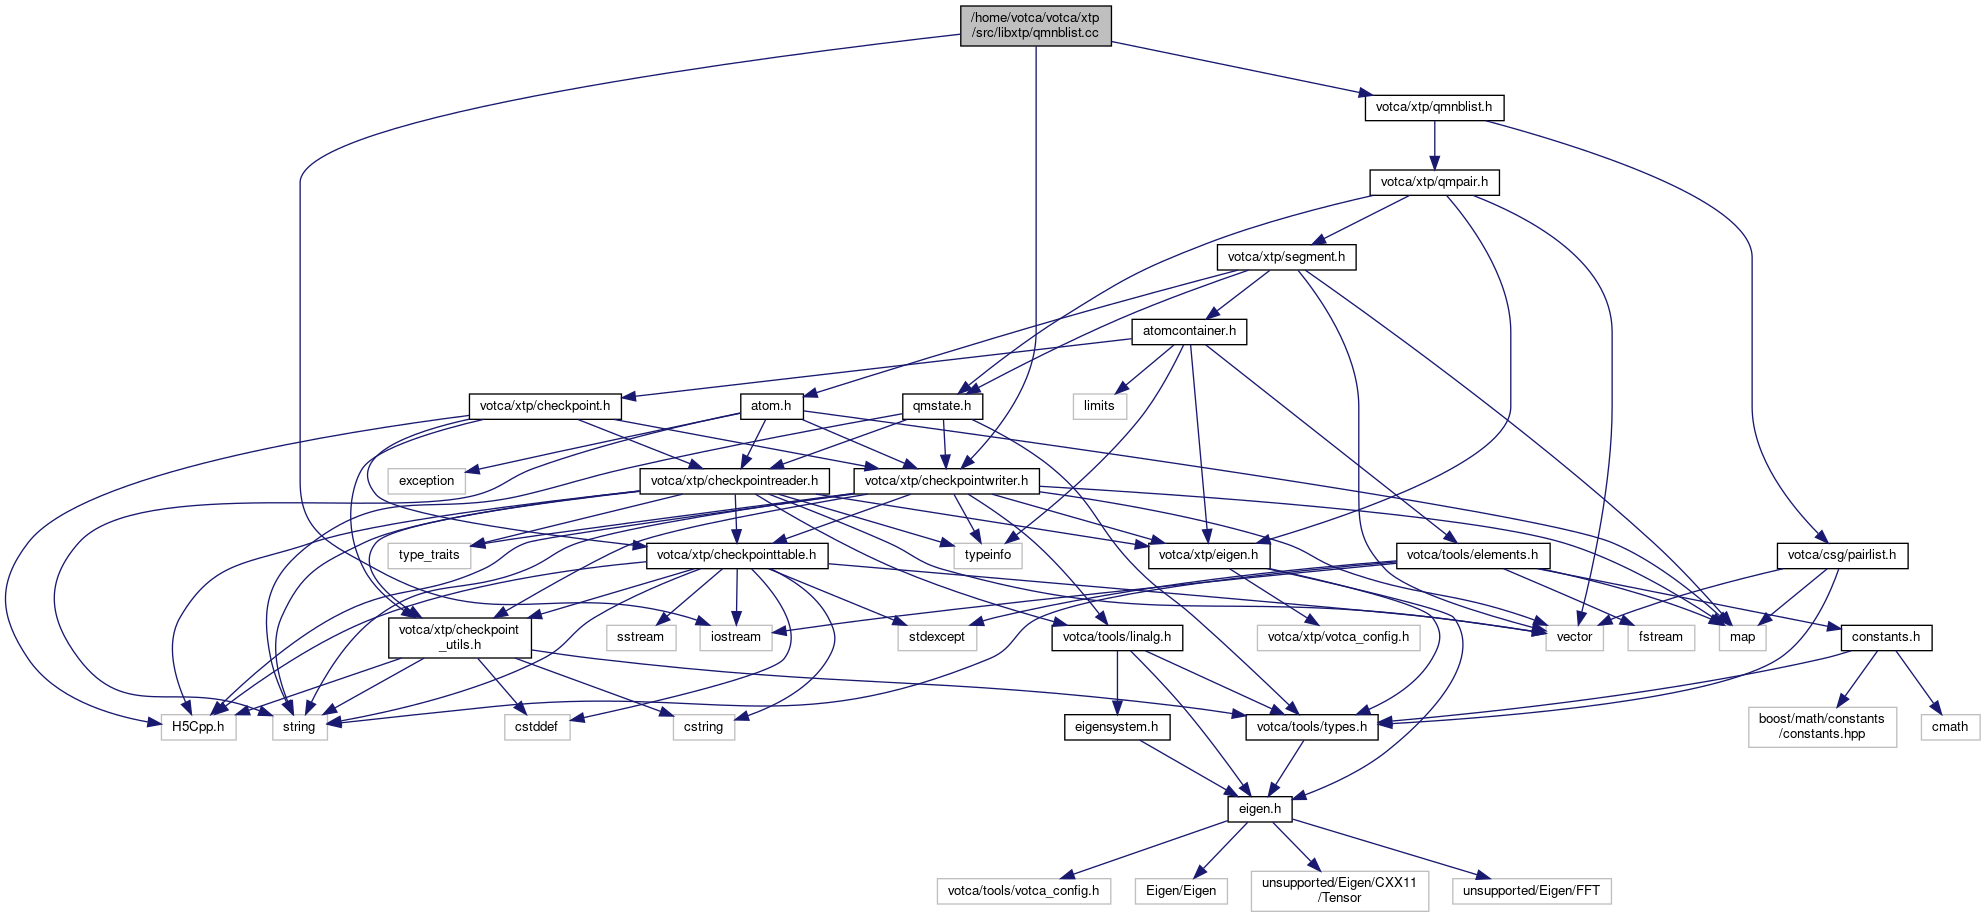 /home/votca/votca/xtp
/src/libxtp/qmnblist.cc
votca/xtp/qmnblist.h
votca/xtp/qmpair.h
votca/xtp/segment.h
atomcontainer.h
votca/xtp/checkpoint.h
atom.h
qmstate.h
limits
exception
votca/xtp/checkpointreader.h
votca/xtp/checkpointwriter.h
type_traits
votca/xtp/checkpointtable.h
typeinfo
votca/xtp/eigen.h
votca/tools/elements.h
votca/csg/pairlist.h
votca/xtp/checkpoint
_utils.h
sstream
iostream
stdexcept
votca/tools/linalg.h
votca/xtp/votca_config.h
vector
fstream
map
constants.h
H5Cpp.h
string
cstddef
cstring
eigensystem.h
votca/tools/types.h
boost/math/constants
/constants.hpp
cmath
eigen.h
votca/tools/votca_config.h
Eigen/Eigen
unsupported/Eigen/CXX11
/Tensor
unsupported/Eigen/FFT